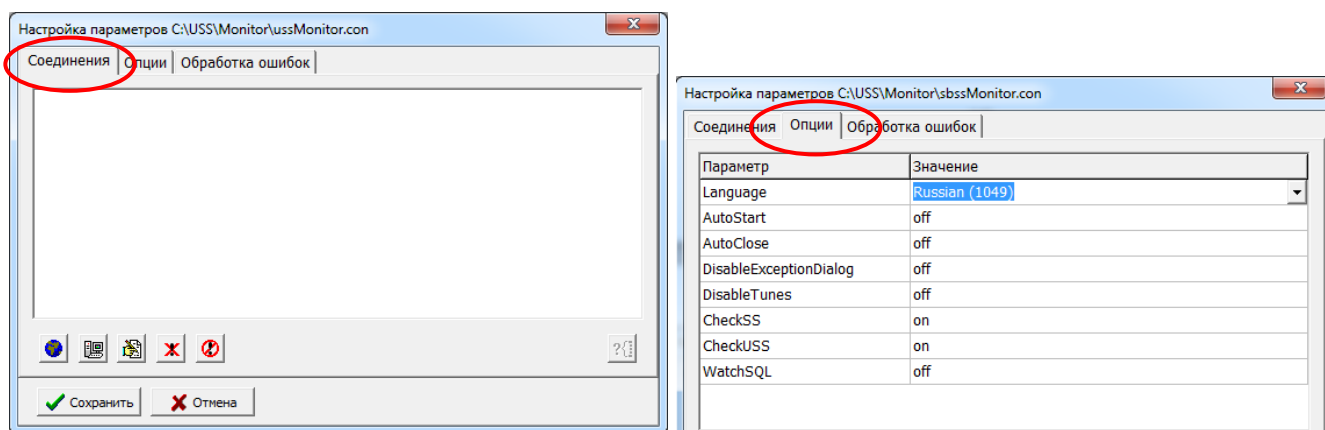 Настройка параметров C:\USS\Monitor\ussMonitor.con
Соединения Опции Обработка ошибок
Сохранить Отмена
Настройка параметров C:\USS\Monitor\sbssMonitor.con
Соединения Опции Обработка ошибок
Параметр Значение
Language Russian (1049)
AutoStart off
AutoClose off
DisableExceptionDialog off
DisableTunes off
CheckSS on
CheckUSS on
WatchSQL off